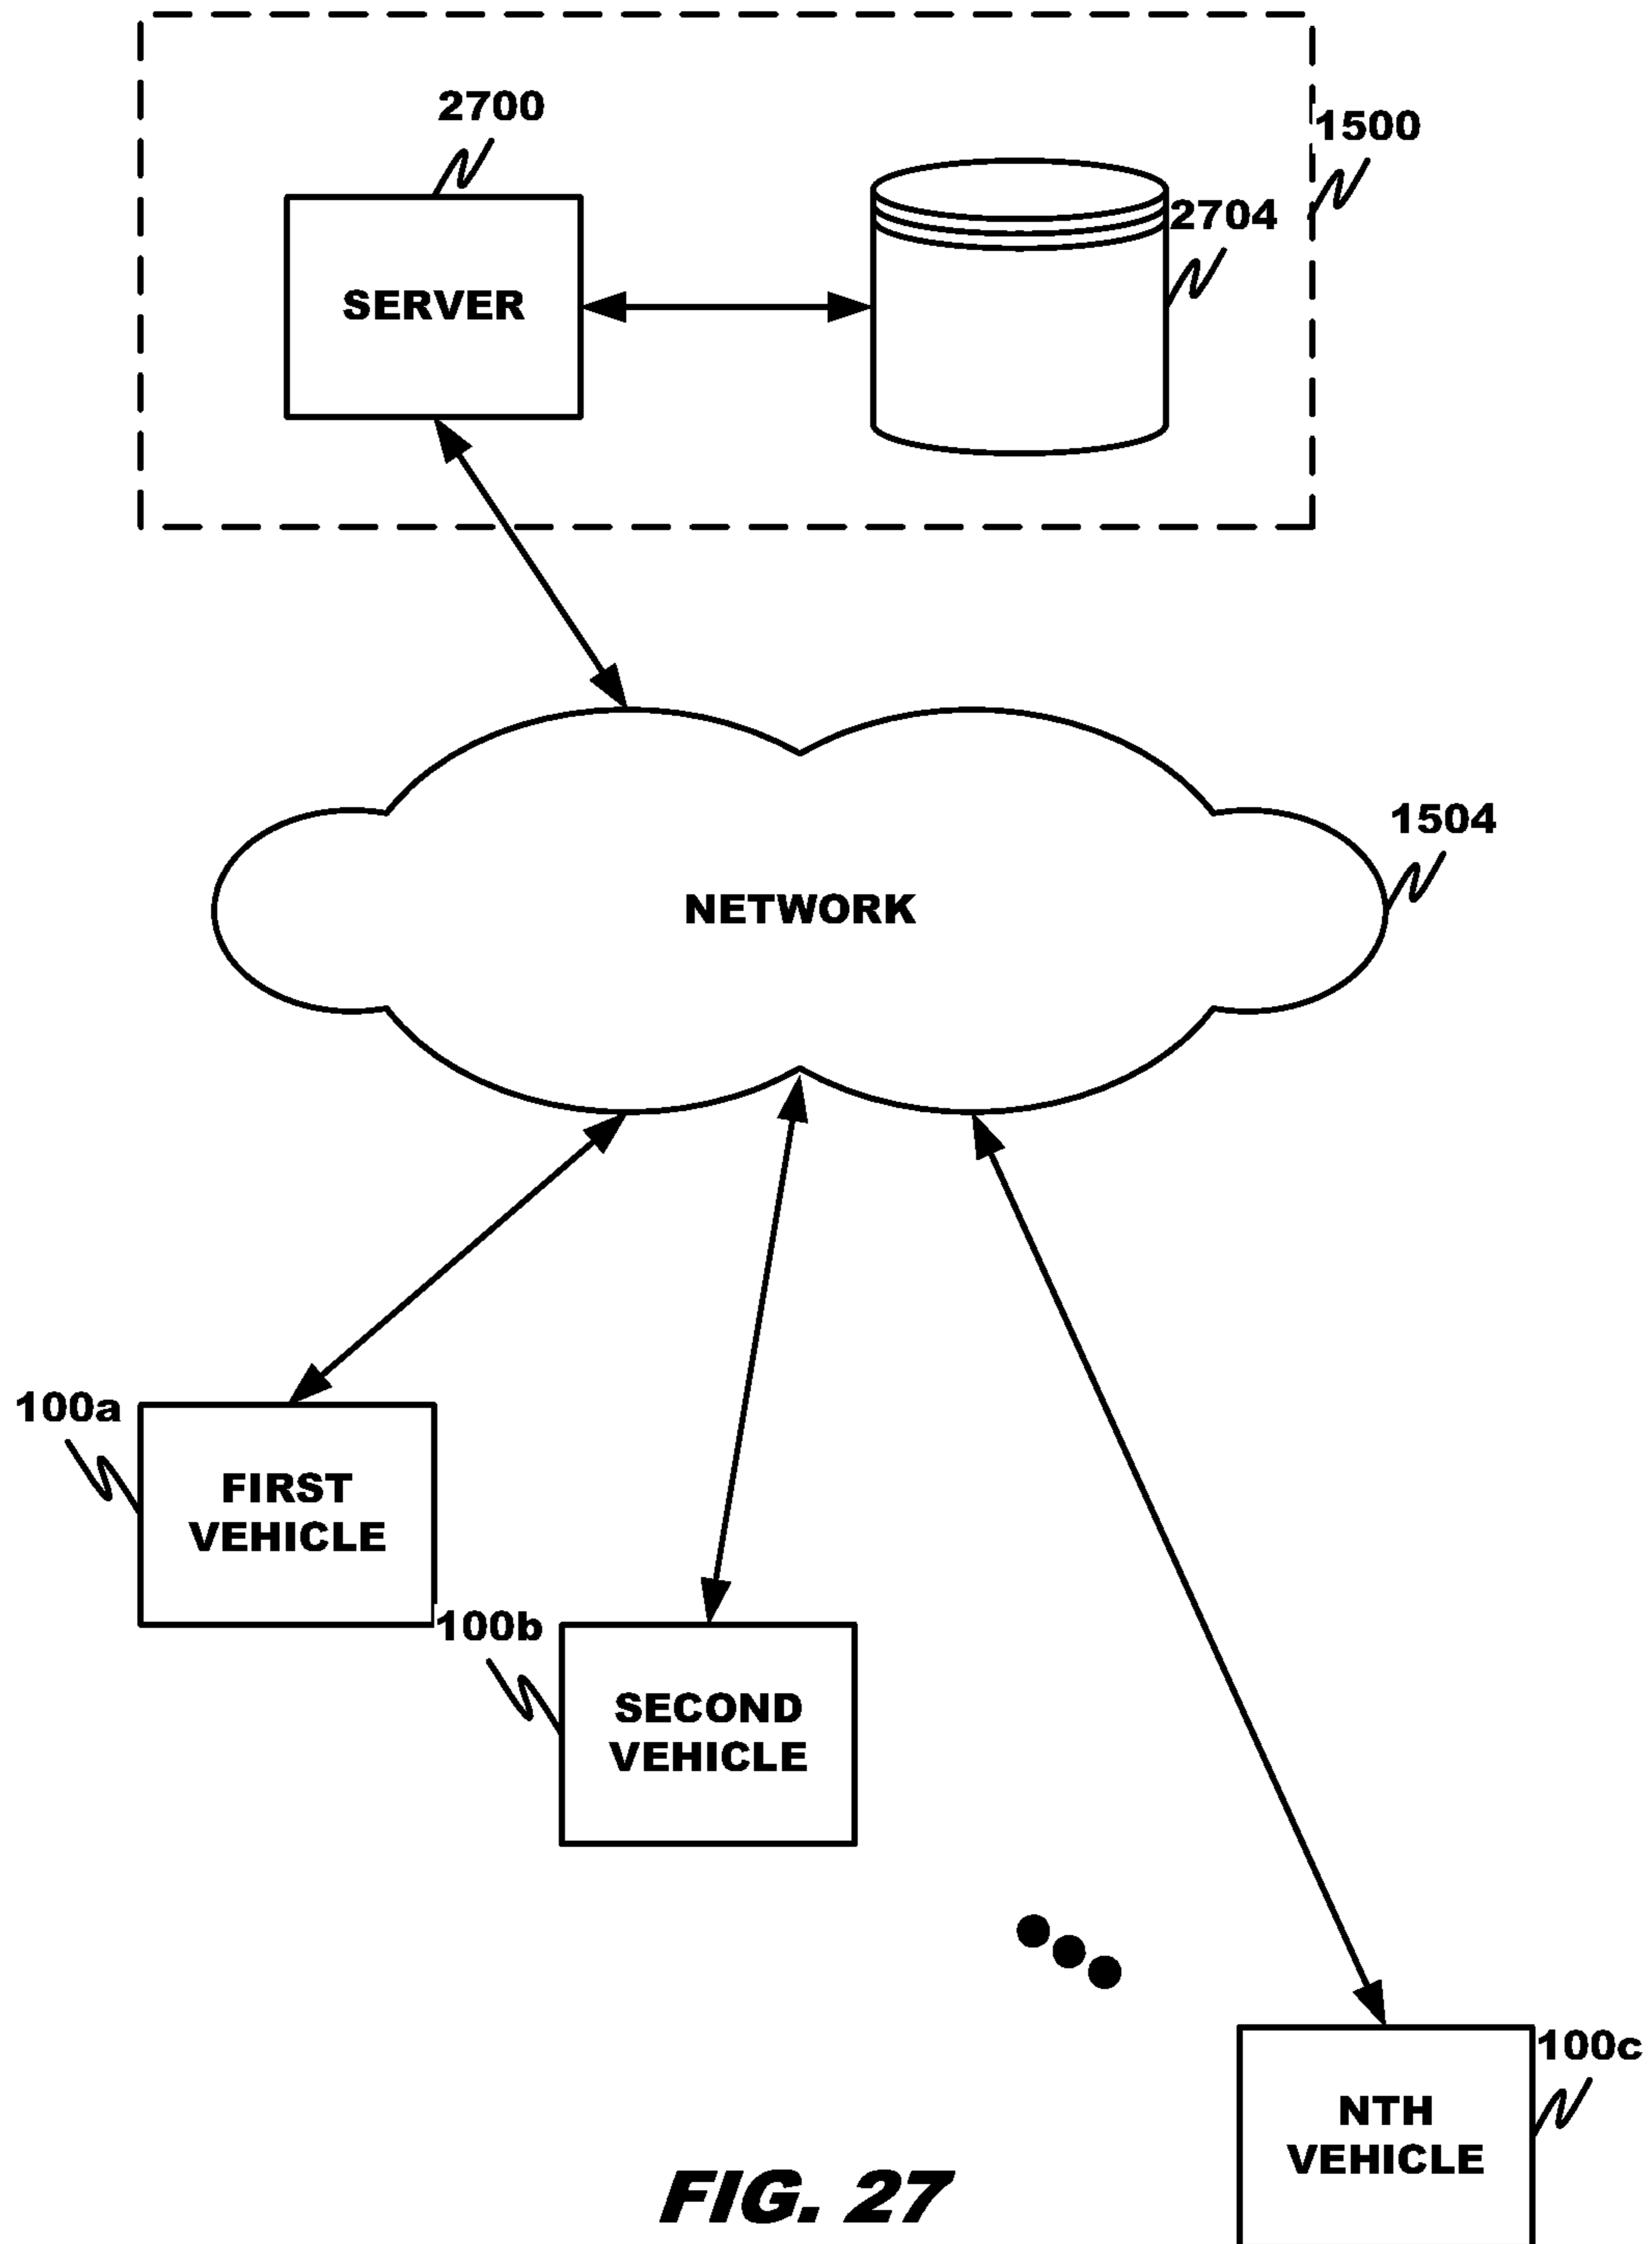 2700
1500
2704
SERVER
1504
NETWORK
100a
FIRST
VEHICLE
100b
SECOND
VEHICLE
100c
NTH
VEHICLE
FIG. 27